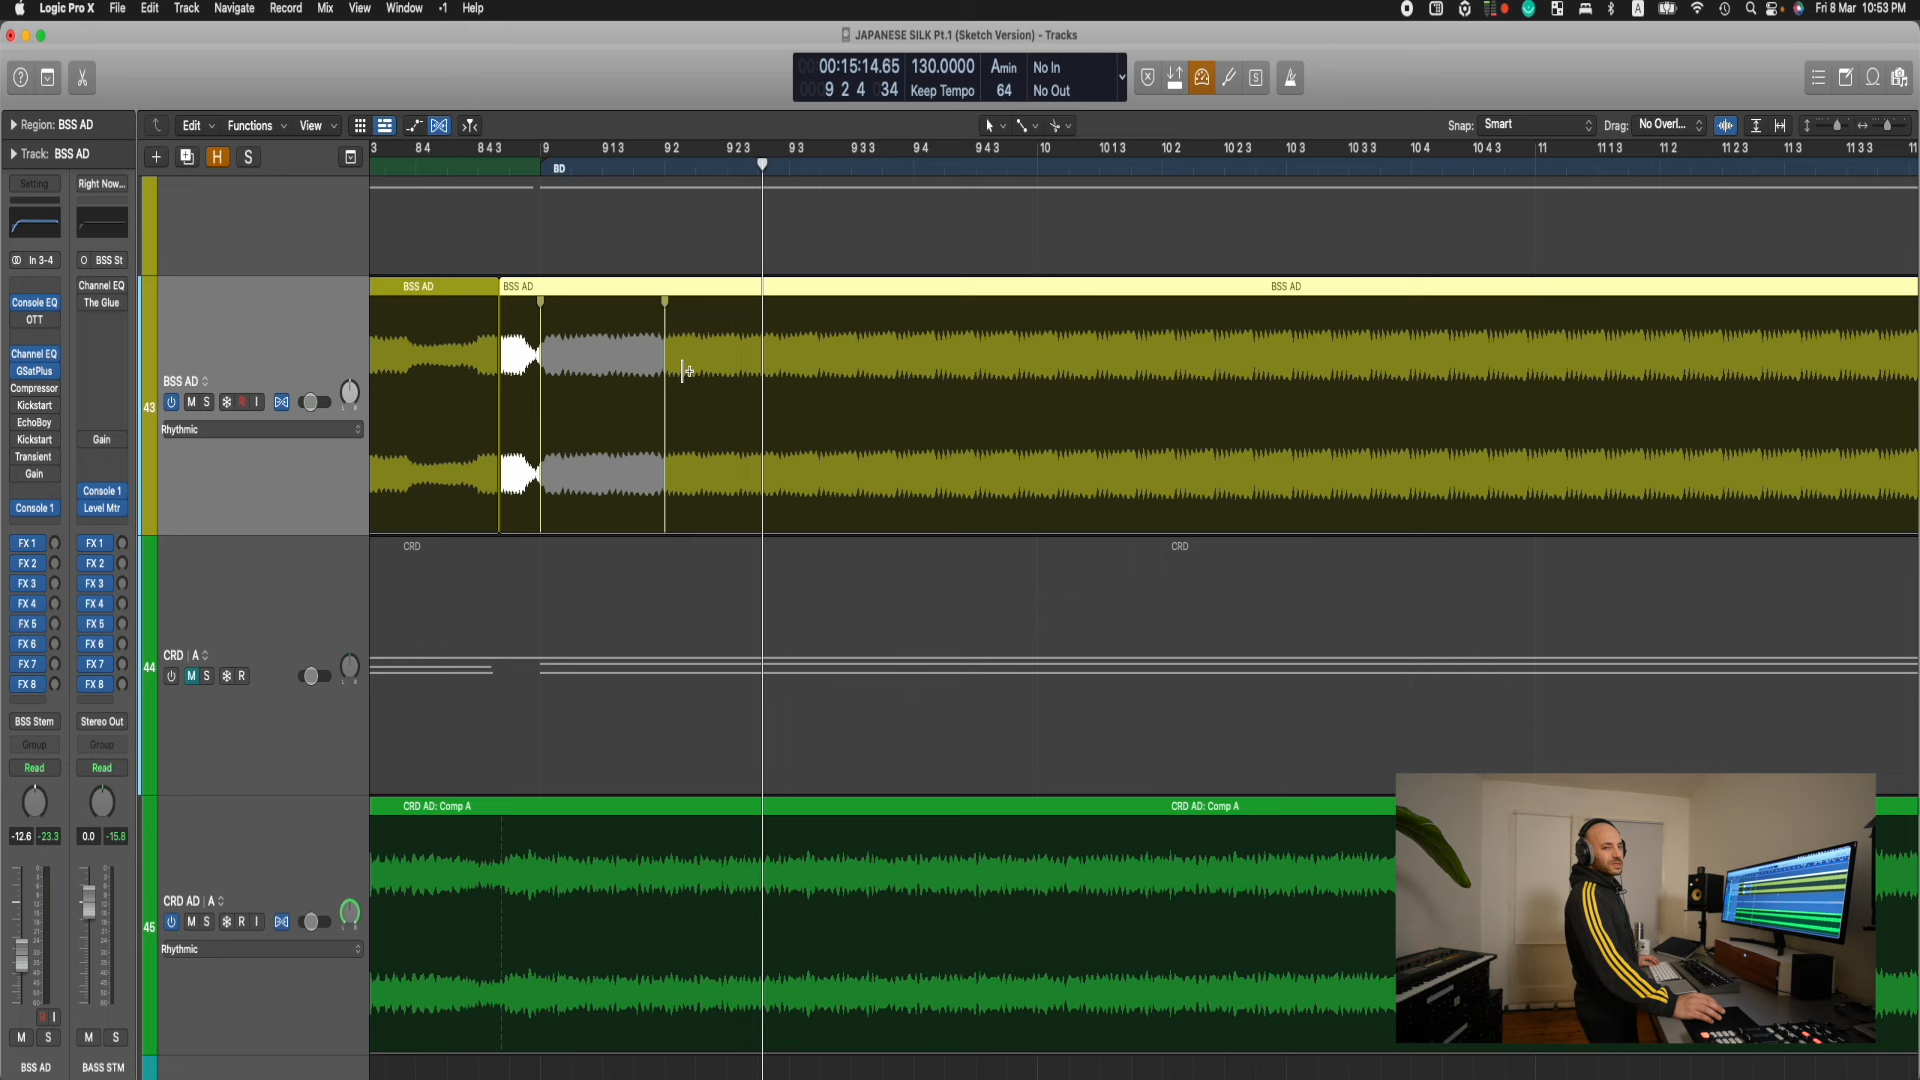 Logic Pro X File Edit Track Navigate Record Mix View Window 1 Help
A Fri 8 Mar 10:53 PM
JAPANESE SILK Pt.1 (Sketch Version) - Tracks
00:15:14.65 130.0000 Amin No In
9 2 4 34 Keep Tempo 64 No Out
S
Region: BSS AD
Edit Functions View
Snap: Smart Drag: No Overl...
Track: BSS AD
H S
3 8 4 8 4 3 9 9 1 3 9 2 9 2 3 9 3 9 3 3 9 4 9 4 3 10 10 1 3 10 2 10 2 3 10 3 10 3 3 10 4 10 4 3 11 11 1 3 11 2 11 2 3 11 3 11 3 3 11
BD
Setting Right Now...
In 3-4 BSS St
Channel EQ
Console EQ The Glue
OTT
Channel EQ
GSatPlus
Compressor
Kickstart
EchoBoy
Kickstart Gain
Transient
Gain
Console 1
Console 1 Level Mtr
FX 1 FX 1
FX 2 FX 2
FX 3 FX 3
FX 4 FX 4
FX 5 FX 5
FX 6 FX 6
FX 7 FX 7
FX 8 FX 8
BSS Stem Stereo Out
Group Group
Read Read
-12.6 -23.3 0.0 -15.8
R I
M S M S
BSS AD BASS STM
BSS AD BSS AD BSS AD
43
BSS AD
M S R I
Rhythmic
CRD CRD
44
CRD A
M S R
CRD AD: Comp A CRD AD: Comp A
45
CRD AD A
M S R I
Rhythmic